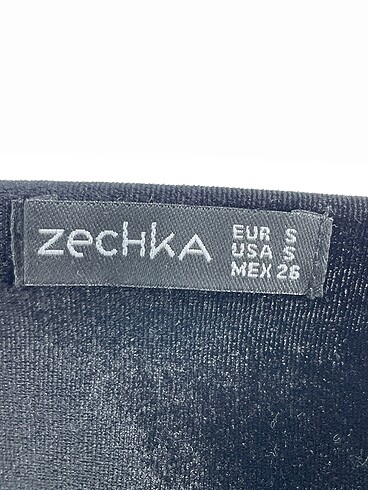 zecHKA
EUR S
USA S
MEX 26